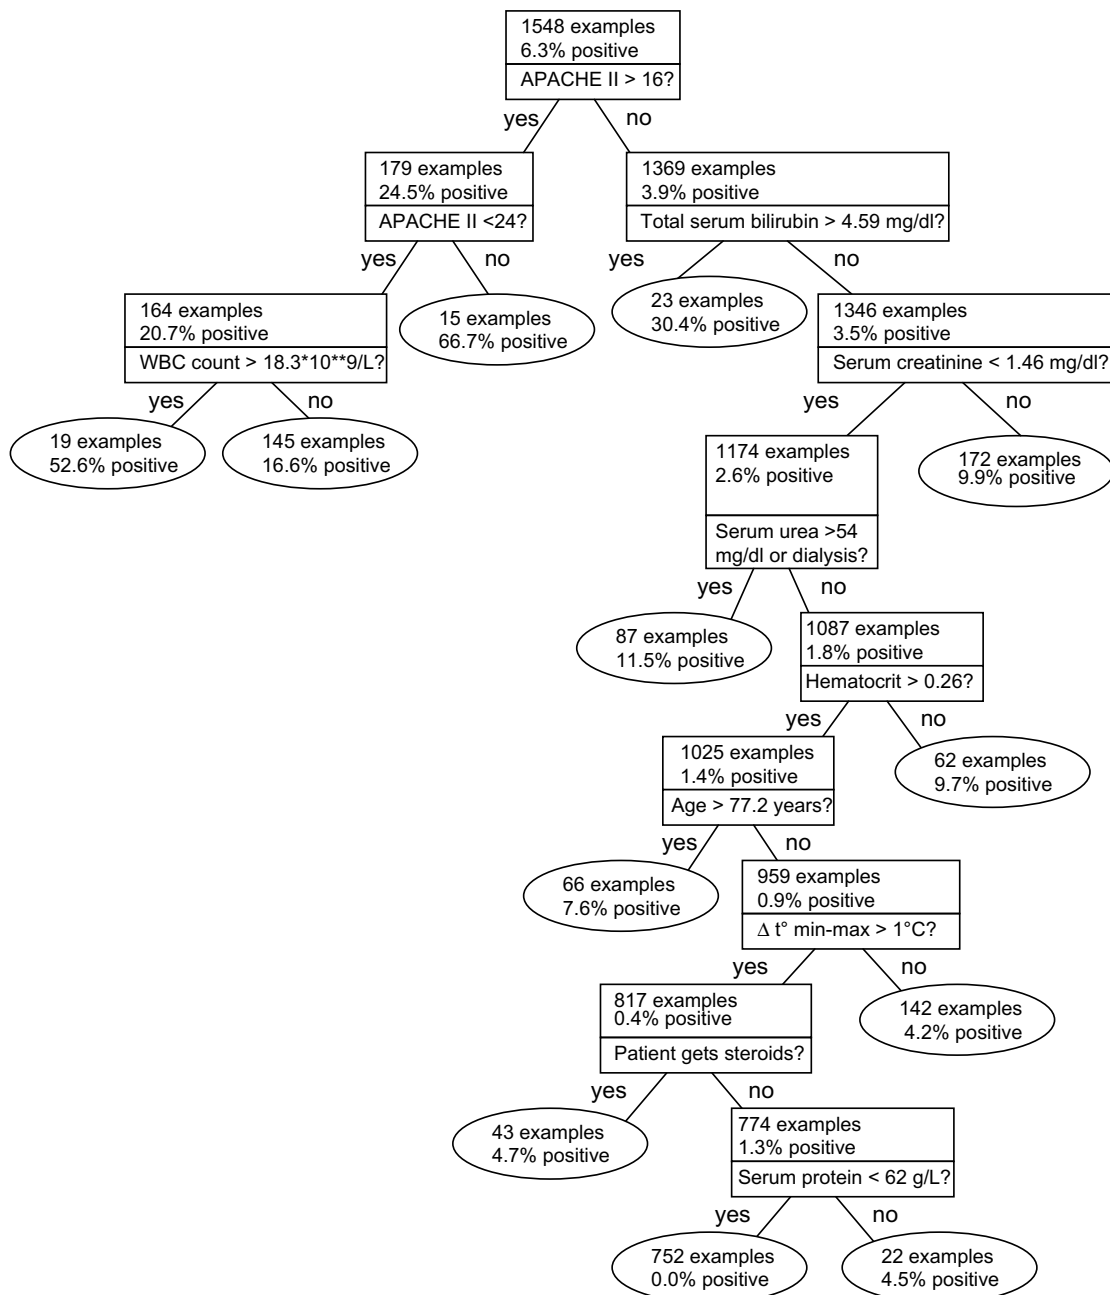 1548 examples
6.3% positive
APACHE II > 16?
yes
no
179 examples
24.5% positive
APACHE II <24?
1369 examples
3.9% positive
Total serum bilirubin > 4.59 mg/dl?
yes
no
yes
no
164 examples
20.7% positive
WBC count > 18.3*10**9/L?
15 examples
66.7% positive
23 examples
30.4% positive
1346 examples
3.5% positive
Serum creatinine < 1.46 mg/dl?
yes
no
yes
no
19 examples
52.6% positive
145 examples
16.6% positive
1174 examples
2.6% positive
Serum urea >54
mg/dl or dialysis?
172 examples
9.9% positive
yes
no
87 examples
11.5% positive
1087 examples
1.8% positive
Hematocrit > 0.26?
yes
no
1025 examples
1.4% positive
Age > 77.2 years?
62 examples
9.7% positive
yes
no
66 examples
7.6% positive
959 examples
0.9% positive
Δ t° min-max > 1°C?
yes
no
817 examples
0.4% positive
Patient gets steroids?
142 examples
4.2% positive
yes
no
43 examples
4.7% positive
774 examples
1.3% positive
Serum protein < 62 g/L?
yes
no
752 examples
0.0% positive
22 examples
4.5% positive